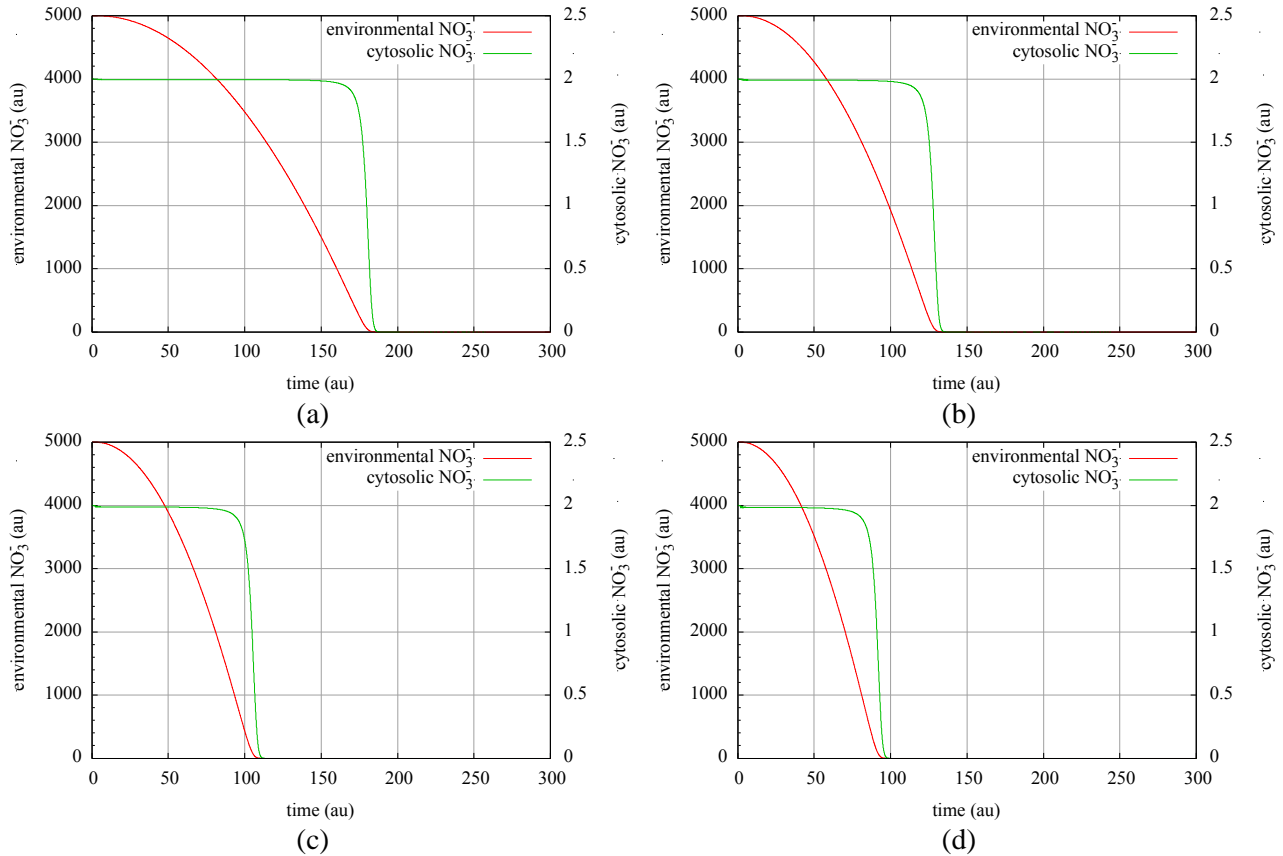 environmental NO₃⁻
cytosolic NO₃⁻
5000
4000
3000
2000
1000
0
environmental NO₃⁻ (au)
2.5
2
1.5
1
0.5
0
cytosolic NO₃⁻ (au)
0 50 100 150 200 250 300
time (au)
(a)
environmental NO₃⁻
cytosolic NO₃⁻
5000
4000
3000
2000
1000
0
environmental NO₃⁻ (au)
2.5
2
1.5
1
0.5
0
cytosolic NO₃⁻ (au)
0 50 100 150 200 250 300
time (au)
(b)
environmental NO₃⁻
cytosolic NO₃⁻
5000
4000
3000
2000
1000
0
environmental NO₃⁻ (au)
2.5
2
1.5
1
0.5
0
cytosolic NO₃⁻ (au)
0 50 100 150 200 250 300
time (au)
(c)
environmental NO₃⁻
cytosolic NO₃⁻
5000
4000
3000
2000
1000
0
environmental NO₃⁻ (au)
2.5
2
1.5
1
0.5
0
cytosolic NO₃⁻ (au)
0 50 100 150 200 250 300
time (au)
(d)